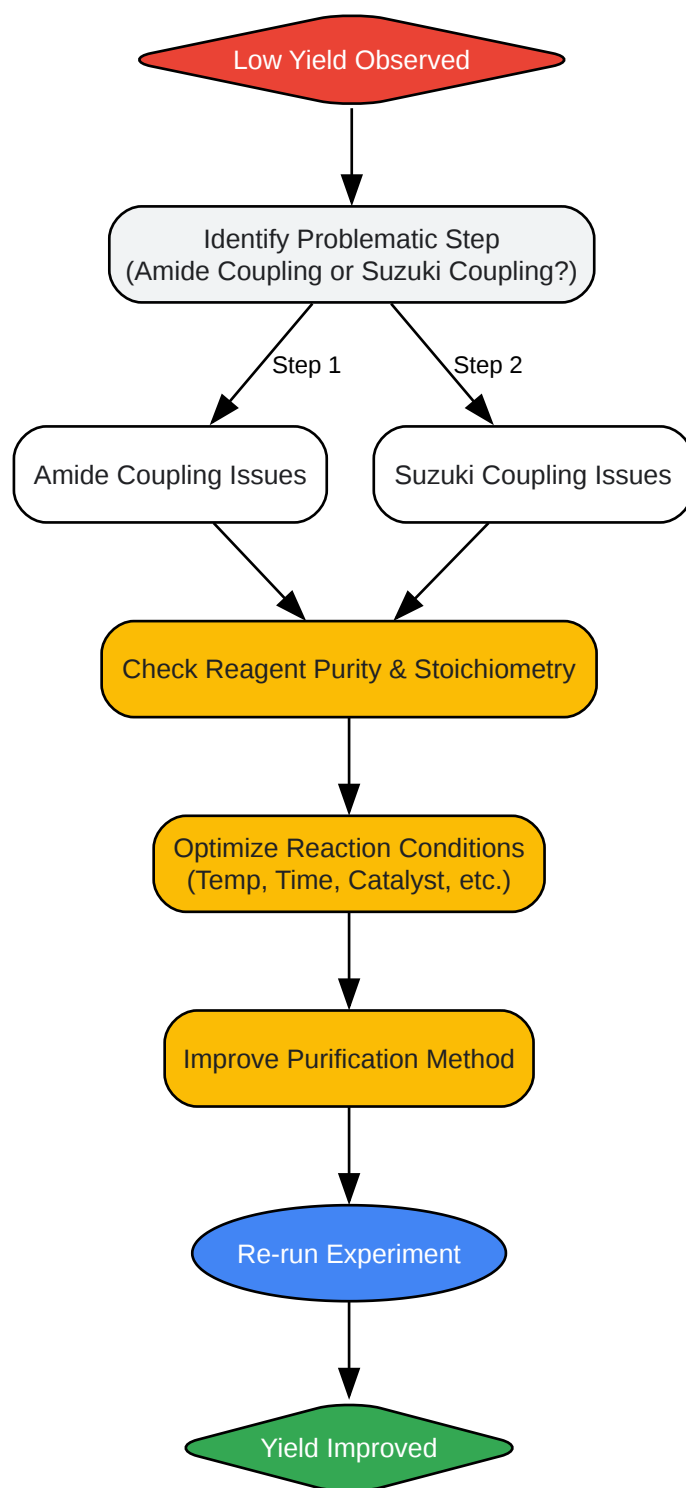 Low Yield Observed
Identify Problematic Step
(Amide Coupling or Suzuki Coupling?)
Step 1
Step 2
Amide Coupling Issues
Suzuki Coupling Issues
Check Reagent Purity & Stoichiometry
Optimize Reaction Conditions
(Temp, Time, Catalyst, etc.)
Improve Purification Method
Re-run Experiment
Yield Improved